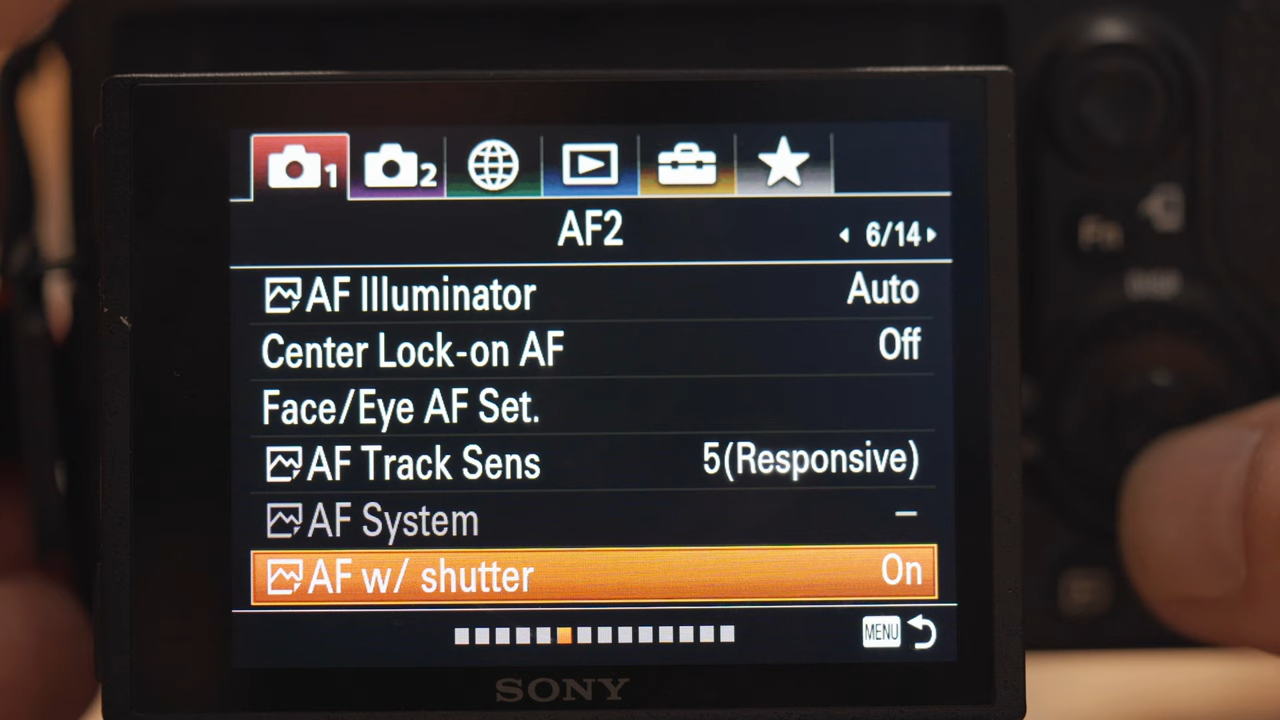 1 2
AF2 6/14
AF Illuminator Auto
Center Lock-on AF Off
Face/Eye AF Set.
AF Track Sens 5(Responsive)
AF System –
AF w/ shutter On
MENU
SONY
Fn